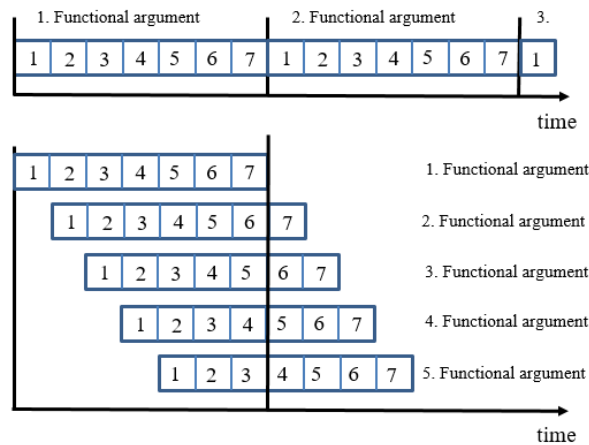 1. Functional argument 2. Functional argument 3.
1 2 3 4 5 6 7 1 2 3 4 5 6 7 1
time
1 2 3 4 5 6 7 1. Functional argument
1 2 3 4 5 6 7 2. Functional argument
1 2 3 4 5 6 7 3. Functional argument
1 2 3 4 5 6 7 4. Functional argument
1 2 3 4 5 6 7 5. Functional argument
time